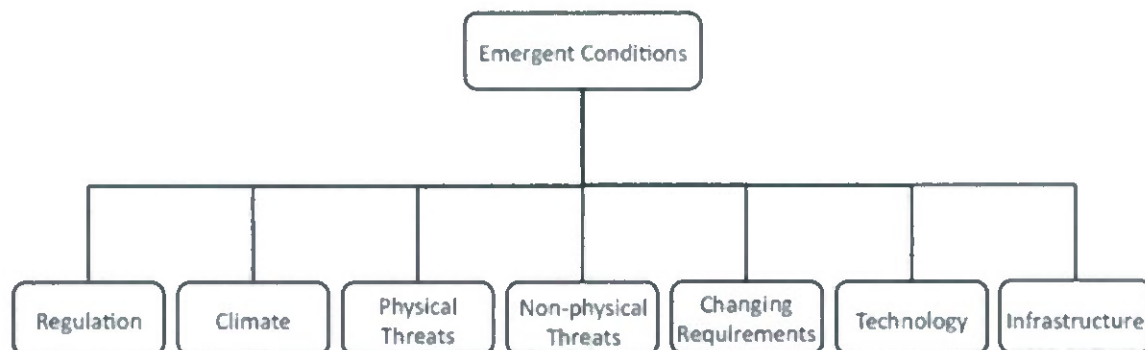 Emergent Conditions
Regulation
Climate
Physical
Threats
Non-physical
Threats
Changing
Requirements
Technology
Infrastructure